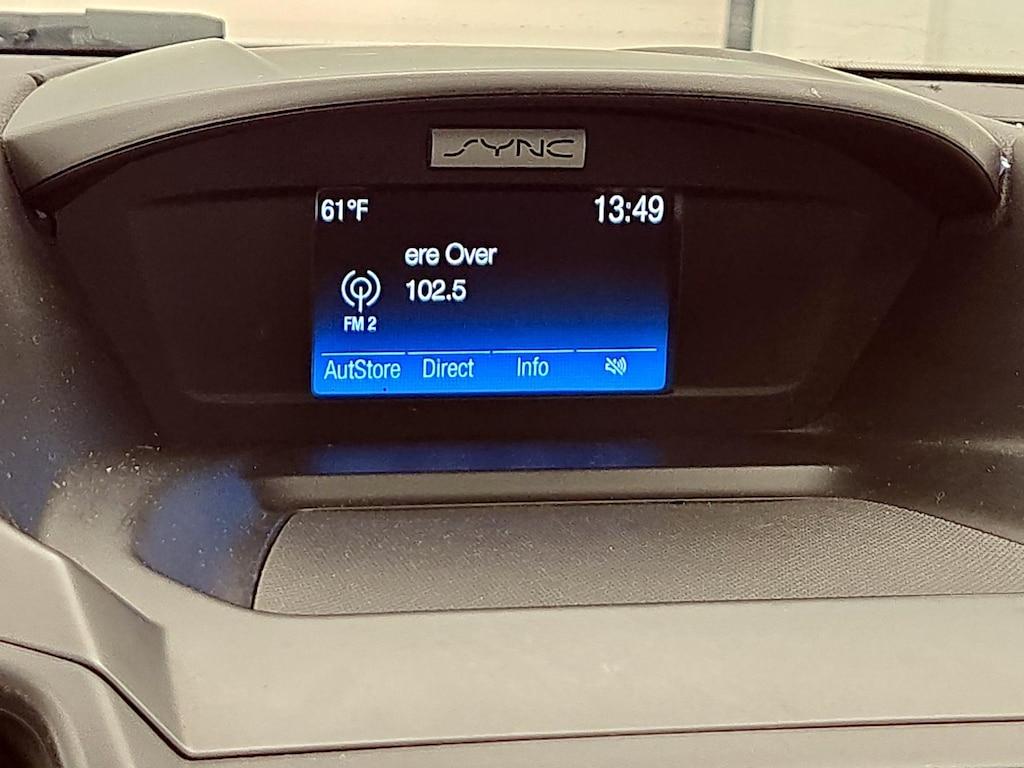 SYNC
61°F 13:49
ere Over
102.5
FM 2
AutStore Direct Info